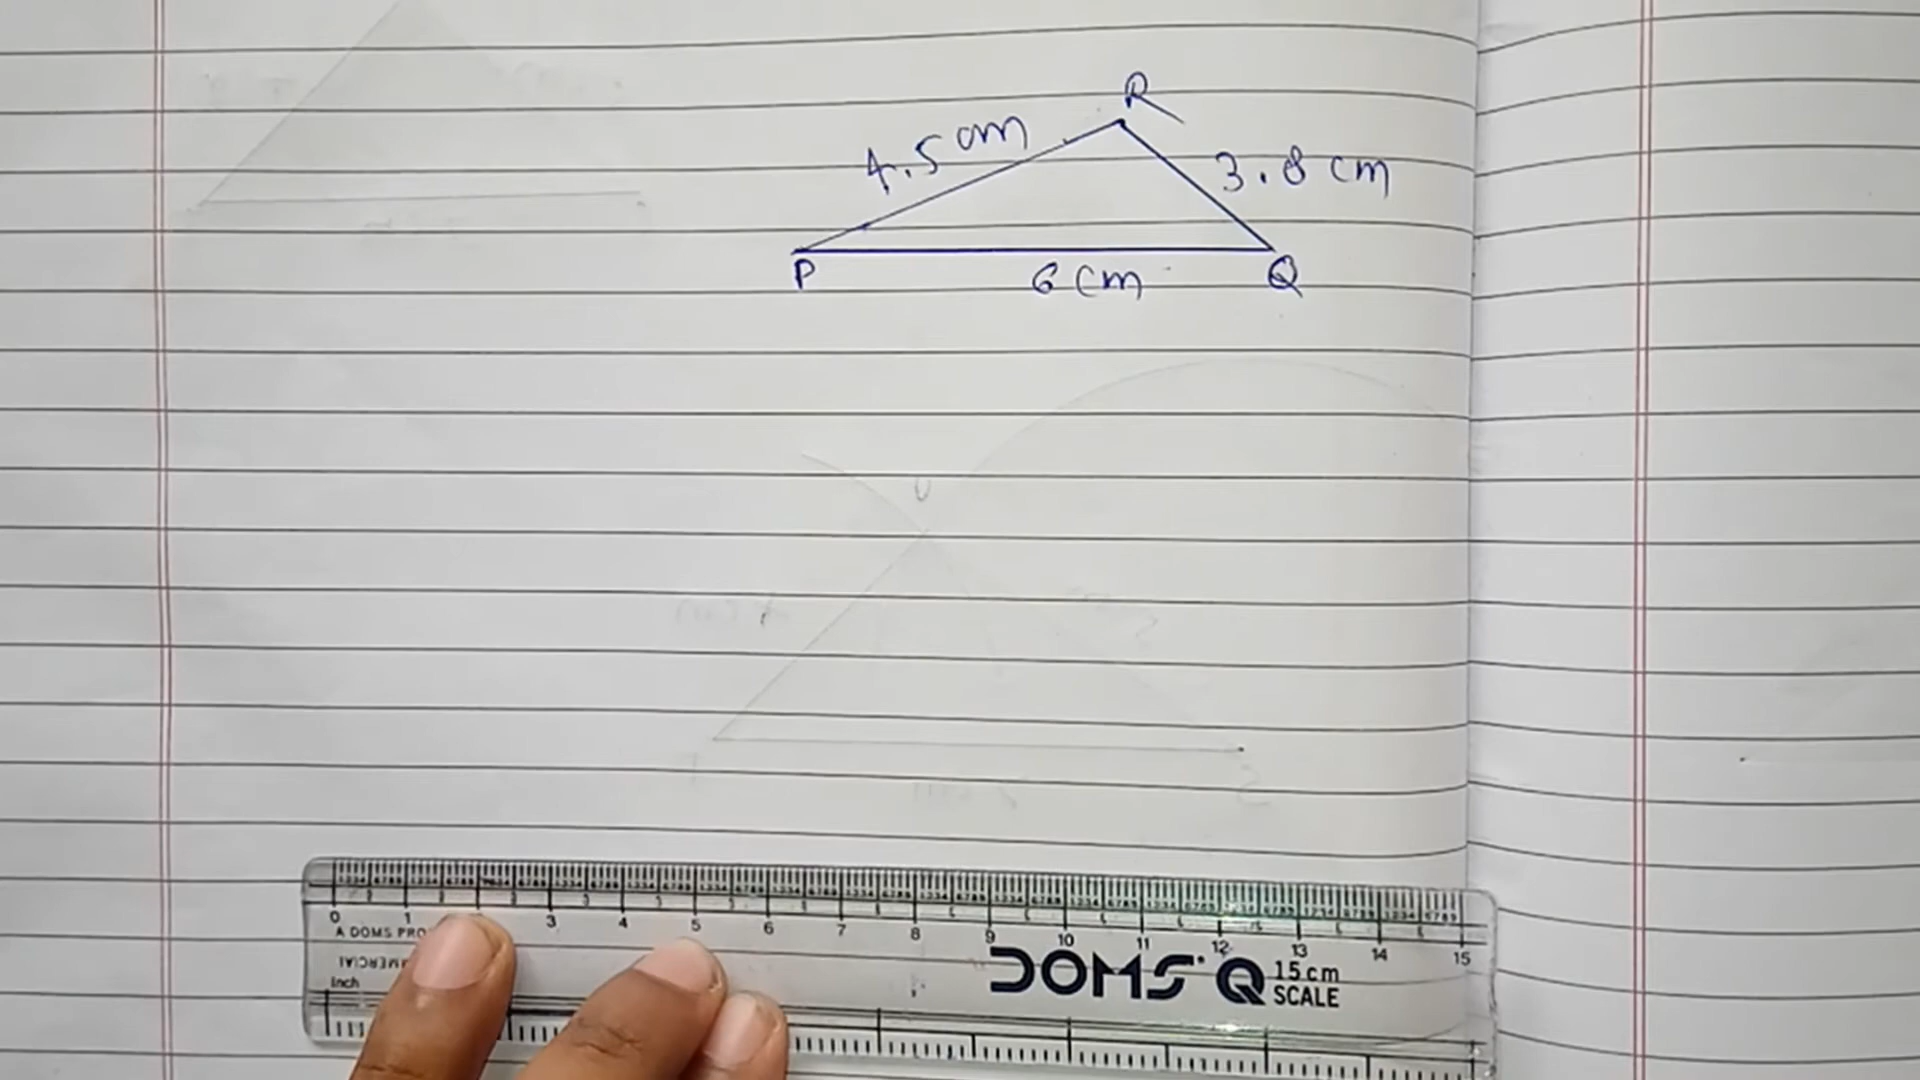 R
4.5 cm
3.8 cm
P
6 cm
Q
0 1 3 4 5 6 7 8 9 10 11 12 13 14 15
A DOMS PRO
Inch
DOMS Q 15 cm
SCALE